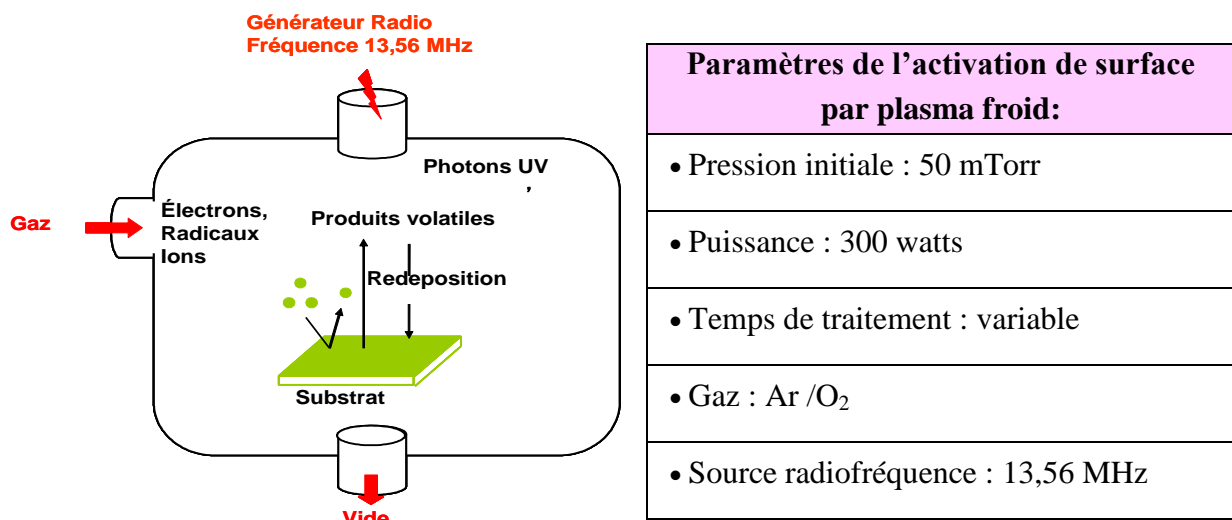 Générateur Radio
Fréquence 13,56 MHz
Photons UV
,
Gaz
Électrons,
Radicaux
Ions
Produits volatiles
Redeposition
Substrat
Vide
Paramètres de l’activation de surface
par plasma froid:
• Pression initiale : 50 mTorr
• Puissance : 300 watts
• Temps de traitement : variable
• Gaz : Ar /O₂
• Source radiofréquence : 13,56 MHz